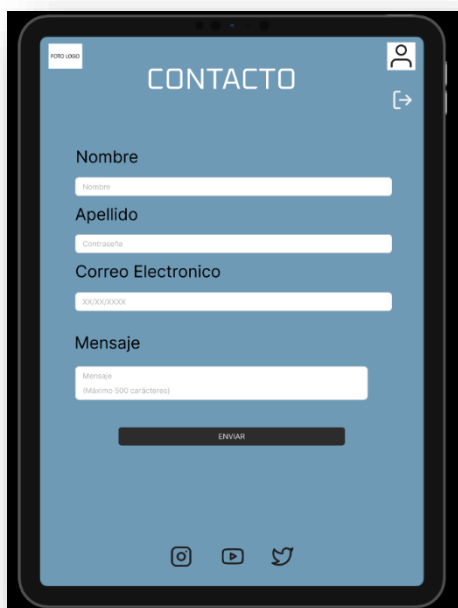 FOTO LOGO
CONTACTO
Nombre
Nombre
Apellido
Contraseña
Correo Electronico
XX/XX/XXXX
Mensaje
Mensaje
(Máximo 500 carácteres)
ENVIAR